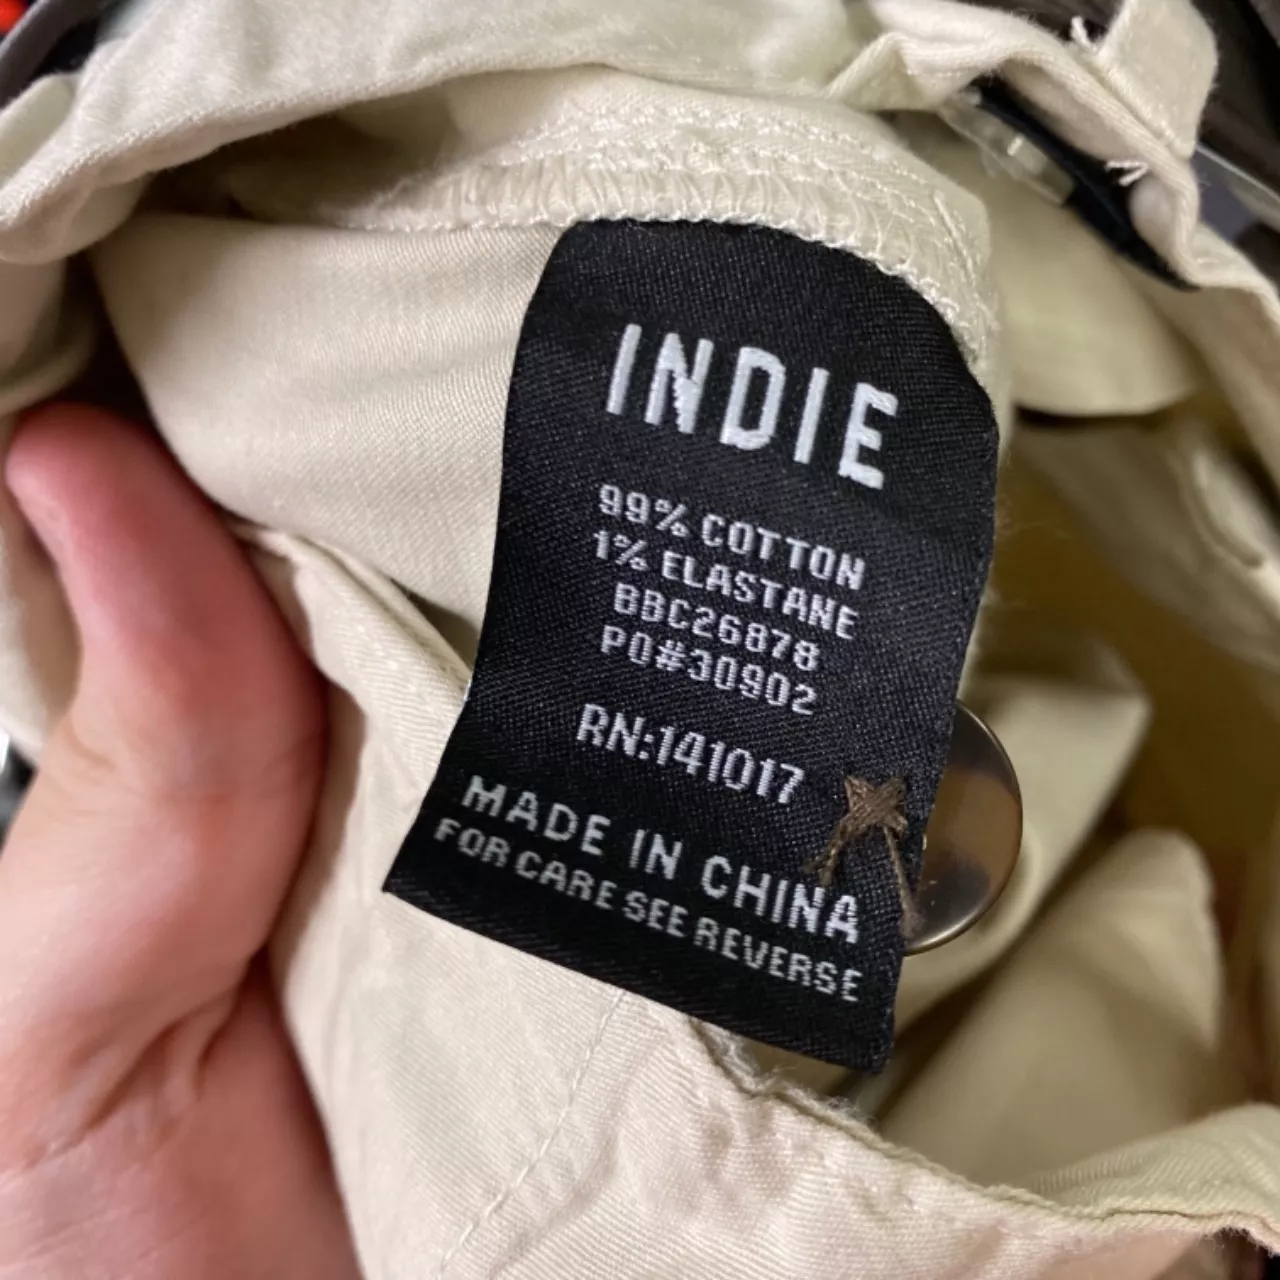 INDIE
99% COTTON
1% ELASTANE
BBC26878
PO#30902
RN:141017
MADE IN CHINA
FOR CARE SEE REVERSE